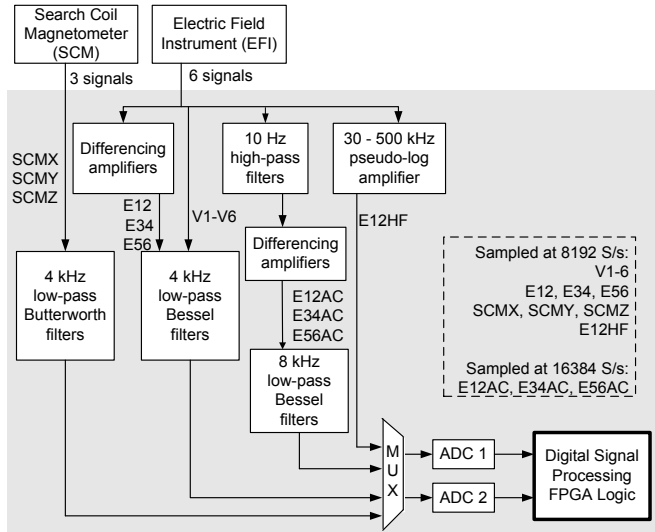 Search Coil
Magnetometer
(SCM)
Electric Field
Instrument (EFI)
3 signals
6 signals
SCMX
SCMY
SCMZ
Differencing
amplifiers
10 Hz
high-pass
filters
30 - 500 kHz
pseudo-log
amplifier
E12
E34
E56
V1-V6
E12HF
Differencing
amplifiers
4 kHz
low-pass
Butterworth
filters
4 kHz
low-pass
Bessel
filters
E12AC
E34AC
E56AC
8 kHz
low-pass
Bessel
filters
Sampled at 8192 S/s:
V1-6
E12, E34, E56
SCMX, SCMY, SCMZ
E12HF
Sampled at 16384 S/s:
E12AC, E34AC, E56AC
M
U
X
ADC 1
ADC 2
Digital Signal
Processing
FPGA Logic